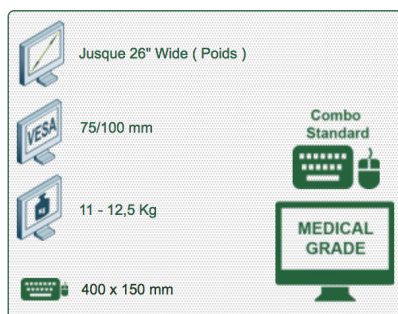 Jusque 26" Wide ( Poids )
VESA
75/100 mm
KG
11 - 12,5 Kg
400 x 150 mm
Combo
Standard
MEDICAL
GRADE